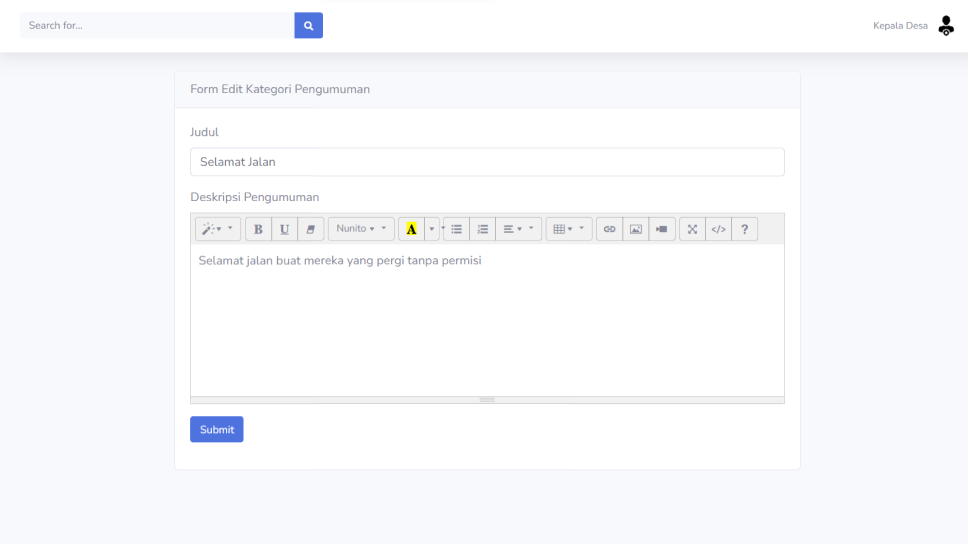 Search for...
Kepala Desa
Form Edit Kategori Pengumuman
Judul
Selamat Jalan
Deskripsi Pengumuman
B U Nunito A </> ?
Selamat jalan buat mereka yang pergi tanpa permisi
Submit